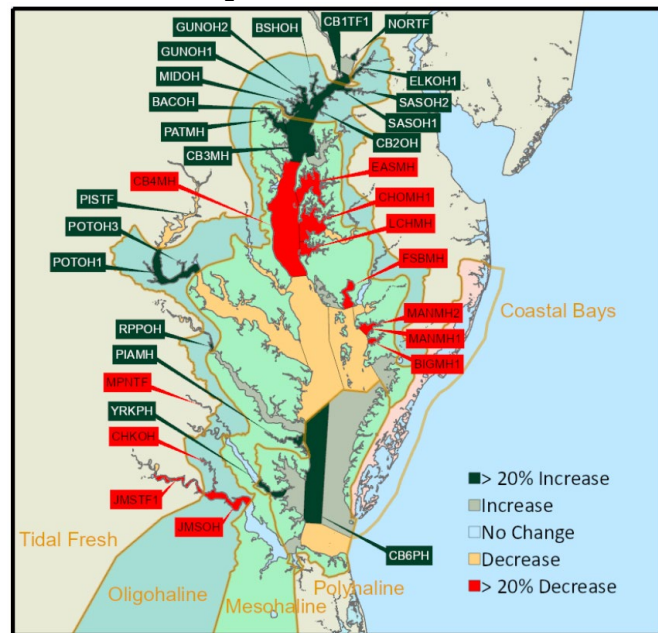 CB1TF1
NORTF
BSHOH
GUNOH2
GUNOH1
MIDOH
BACOH
PATMH
CB3MH
ELKOH1
SASOH2
SASOH1
CB2OH
CB4MH
EASMH
CHOMH1
LCHMH
PISTF
POTOH3
POTOH1
FSBMH
MANMH2
MANMH1
BIGMH1
Coastal Bays
RPPOH
PIAMH
MPNTF
YRKPH
CHKOH
JMSTF1
JMSOH
CB6PH
> 20% Increase
Increase
No Change
Decrease
> 20% Decrease
Tidal Fresh
Oligohaline
Mesohaline
Polyhaline